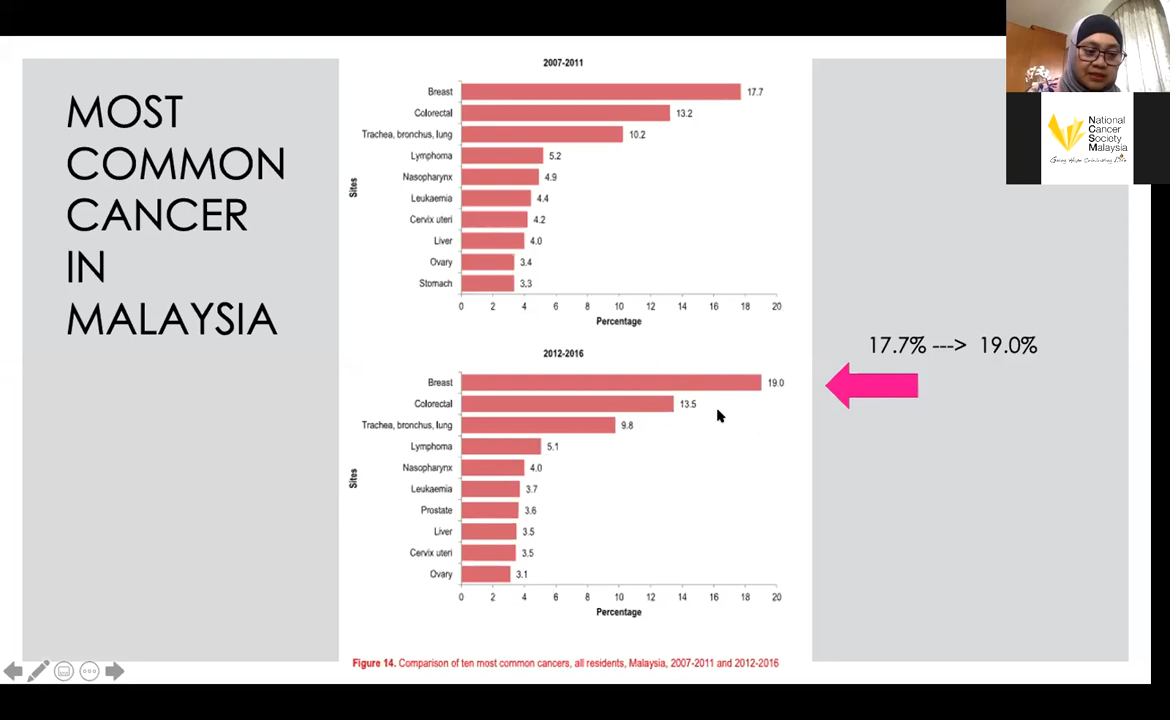 MOST
COMMON
CANCER
IN
MALAYSIA
2007-2011
Sites
Breast 17.7
Colorectal 13.2
Trachea, bronchus, lung 10.2
Lymphoma 5.2
Nasopharynx 4.9
Leukaemia 4.4
Cervix uteri 4.2
Liver 4.0
Ovary 3.4
Stomach 3.3
0 2 4 6 8 10 12 14 16 18 20
Percentage
2012-2016
Sites
Breast 19.0
Colorectal 13.5
Trachea, bronchus, lung 9.8
Lymphoma 5.1
Nasopharynx 4.0
Leukaemia 3.7
Prostate 3.6
Liver 3.5
Cervix uteri 3.5
Ovary 3.1
0 2 4 6 8 10 12 14 16 18 20
Percentage
Figure 14. Comparison of ten most common cancers, all residents, Malaysia, 2007-2011 and 2012-2016
17.7% ---> 19.0%
National
Cancer
Society
Malaysia
Giving Hope Celebrating Life